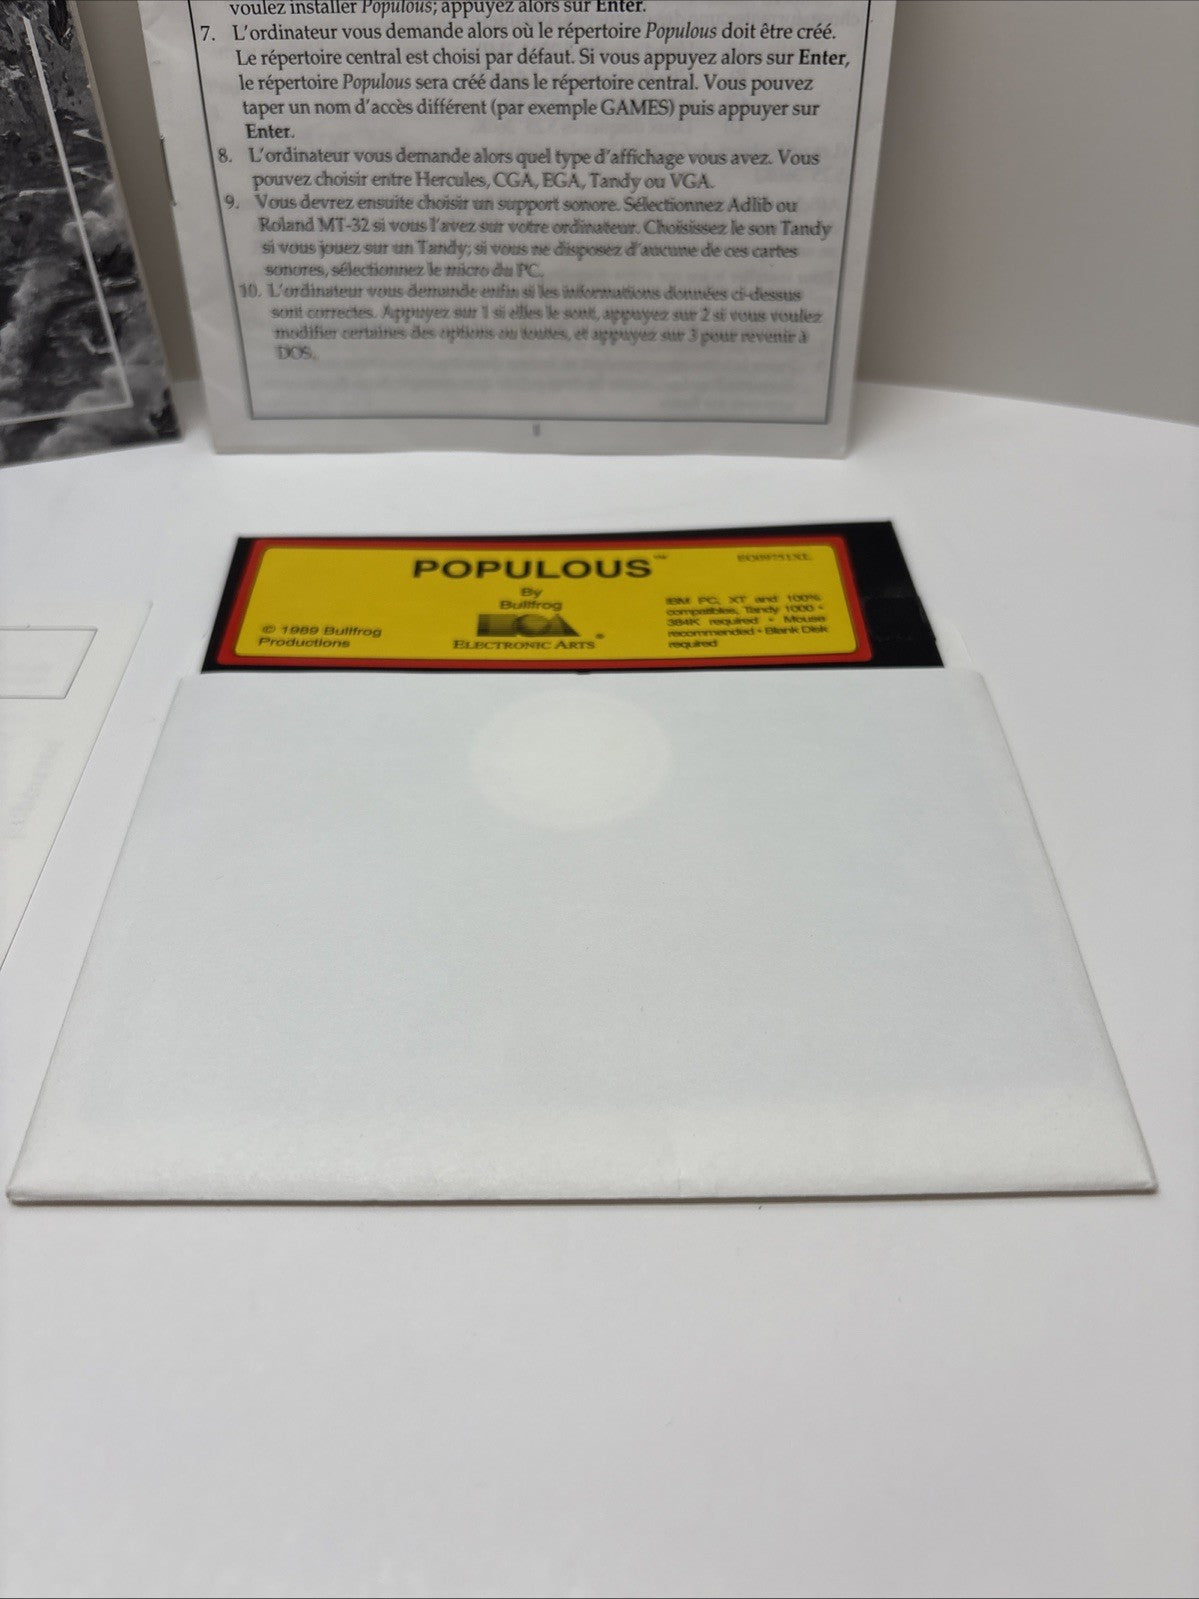 voulez installer Populous; appuyez alors sur Enter.
7. L'ordinateur vous demande alors où le répertoire Populous doit être créé.
Le répertoire central est choisi par défaut. Si vous appuyez alors sur Enter,
le répertoire Populous sera créé dans le répertoire central. Vous pouvez
taper un nom d'accès différent (par exemple GAMES) puis appuyer sur
Enter.
8. L'ordinateur vous demande alors quel type d'affichage vous avez. Vous
pouvez choisir entre Hercules, CGA, EGA, Tandy ou VGA.
9. Vous devrez ensuite choisir un support sonore. Sélectionnez Adlib ou
Roland MT-32 si vous l'avez sur votre ordinateur. Choisissez le son Tandy
si vous jouez sur un Tandy; si vous ne disposez d'aucune de ces cartes
sonores, sélectionnez le micro du PC.
10. L'ordinateur vous demande enfin si les informations données ci-dessus
sont correctes. Appuyez sur 1 si elles le sont, appuyez sur 2 si vous voulez
modifier certaines des options ou toutes, et appuyez sur 3 pour revenir à
DOS.
POPULOUS™
By
Bullfrog
© 1989 Bullfrog
Productions
ELECTRONIC ARTS®
IBM PC, XT and 100%
compatibles, Tandy 1000 •
384K required • Mouse
recommended • Blank Disk
required